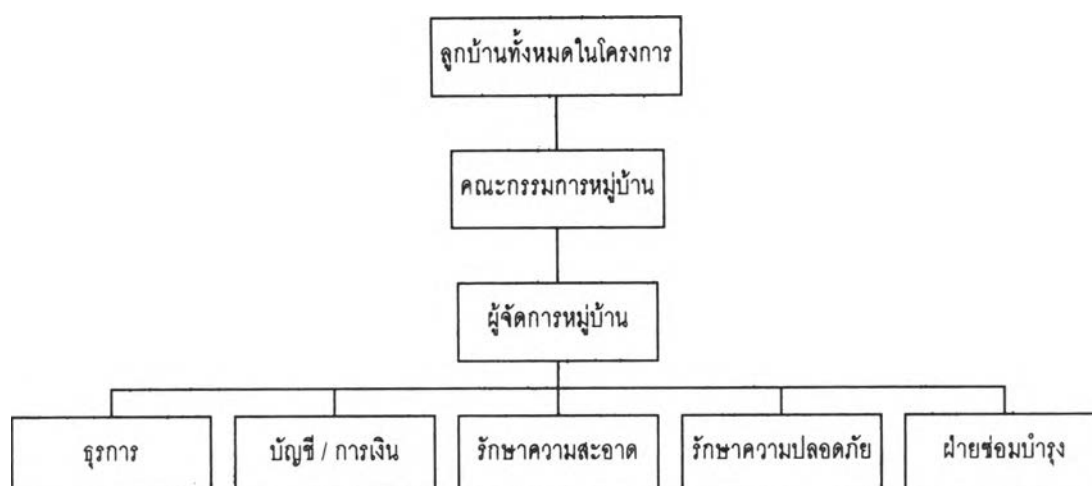 ลูกบ้านทั้งหมดในโครงการ
คณะกรรมการหมู่บ้าน
ผู้จัดการหมู่บ้าน
ธุรการ
บัญชี / การเงิน
รักษาความสะอาด
รักษาความปลอดภัย
ฝ่ายซ่อมบำรุง